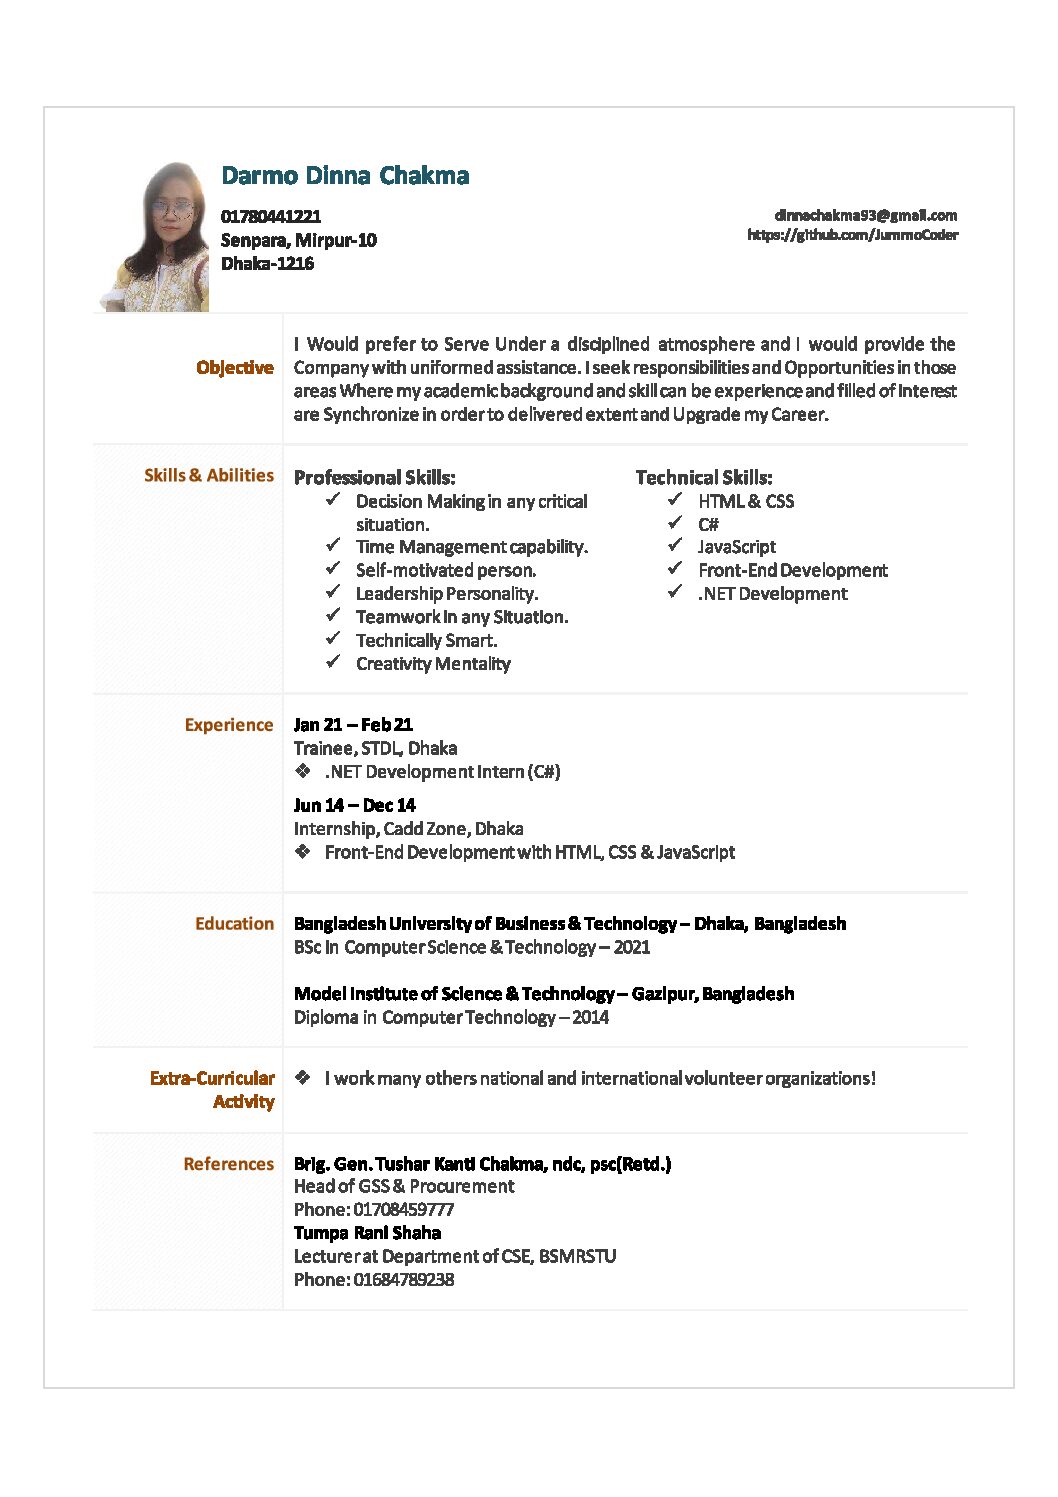 Darmo Dinna Chakma
01780441221
Senpara, Mirpur-10
Dhaka-1216
dinnachakma93@gmail.com
https://github.com/JummoCoder
Objective
I Would prefer to Serve Under a disciplined atmosphere and I would provide the
Company with uniformed assistance. I seek responsibilities and Opportunities in those
areas Where my academic background and skill can be experience and filled of Interest
are Synchronize in order to delivered extent and Upgrade my Career.
Skills & Abilities
Professional Skills:
✓ Decision Making in any critical
situation.
✓ Time Management capability.
✓ Self-motivated person.
✓ Leadership Personality.
✓ Teamwork in any Situation.
✓ Technically Smart.
✓ Creativity Mentality
Technical Skills:
✓ HTML & CSS
✓ C#
✓ JavaScript
✓ Front-End Development
✓ .NET Development
Experience
Jan 21 – Feb 21
Trainee, STDL, Dhaka
❖ .NET Development Intern (C#)
Jun 14 – Dec 14
Internship, Cadd Zone, Dhaka
❖ Front-End Development with HTML, CSS & JavaScript
Education
Bangladesh University of Business & Technology – Dhaka, Bangladesh
BSc in Computer Science & Technology – 2021
Model Institute of Science & Technology – Gazipur, Bangladesh
Diploma in Computer Technology – 2014
Extra-Curricular
Activity
❖ I work many others national and international volunteer organizations!
References
Brig. Gen. Tushar Kanti Chakma, ndc, psc(Retd.)
Head of GSS & Procurement
Phone: 01708459777
Tumpa Rani Shaha
Lecturer at Department of CSE, BSMRSTU
Phone: 01684789238